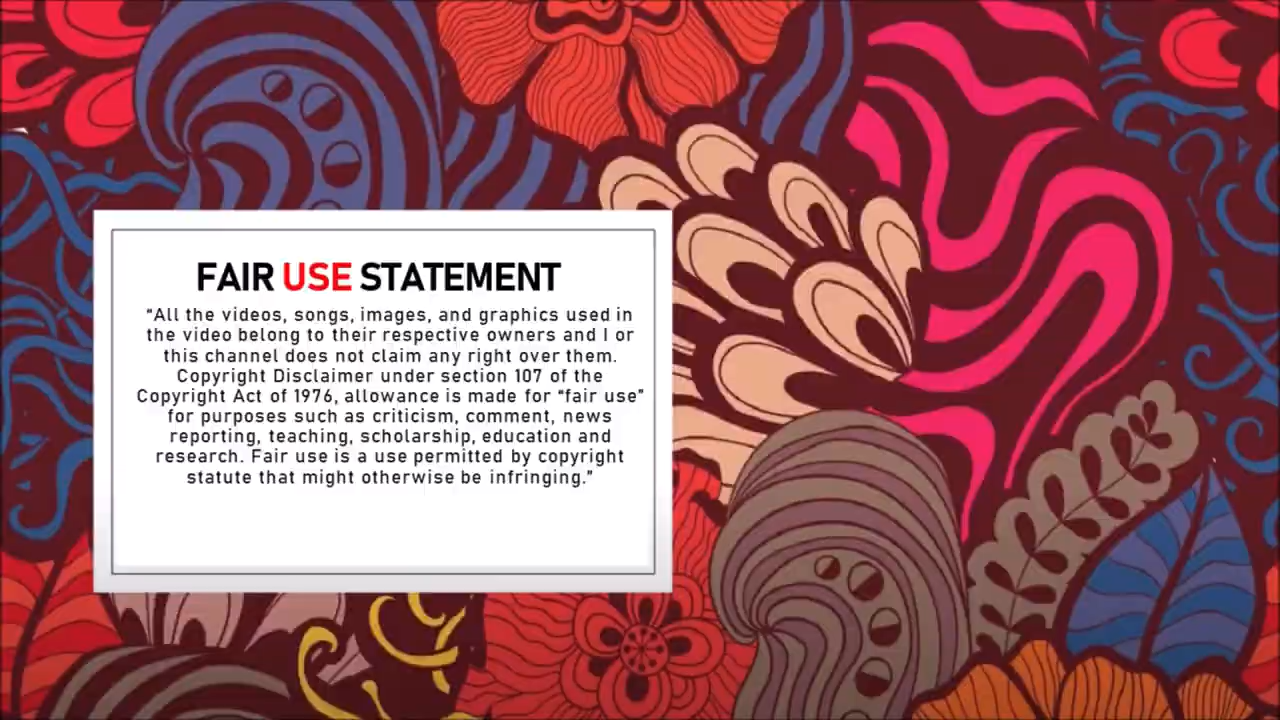 FAIR USE STATEMENT
“All the videos, songs, images, and graphics used in
the video belong to their respective owners and I or
this channel does not claim any right over them.
Copyright Disclaimer under section 107 of the
Copyright Act of 1976, allowance is made for “fair use”
for purposes such as criticism, comment, news
reporting, teaching, scholarship, education and
research. Fair use is a use permitted by copyright
statute that might otherwise be infringing.”